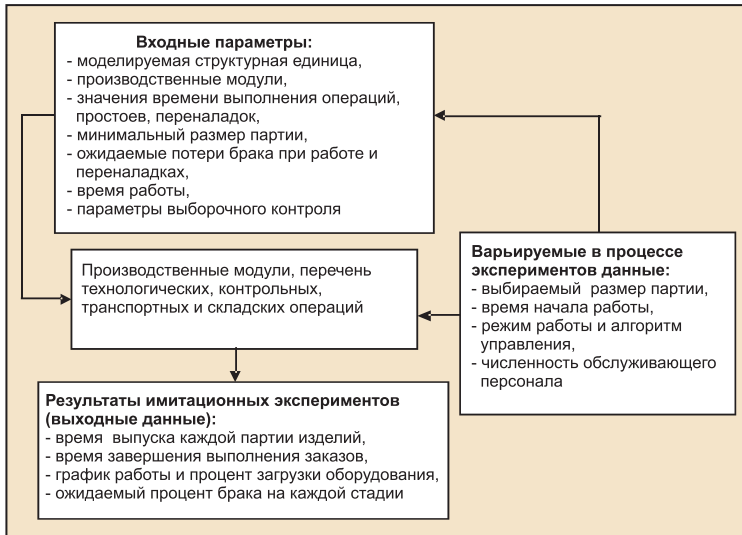 Входные параметры:
- моделируемая структурная единица,
- производственные модули,
- значения времени выполнения операций,
простоев, переналадок,
- минимальный размер партии,
- ожидаемые потери брака при работе и
переналадках,
- время работы,
- параметры выборочного контроля
Производственные модули, перечень
технологических, контрольных,
транспортных и складских операций
Варьируемые в процессе
экспериментов данные:
- выбираемый размер партии,
- время начала работы,
- режим работы и алгоритм
управления,
- численность обслуживающего
персонала
Результаты имитационных экспериментов
(выходные данные):
- время выпуска каждой партии изделий,
- время завершения выполнения заказов,
- график работы и процент загрузки оборудования,
- ожидаемый процент брака на каждой стадии